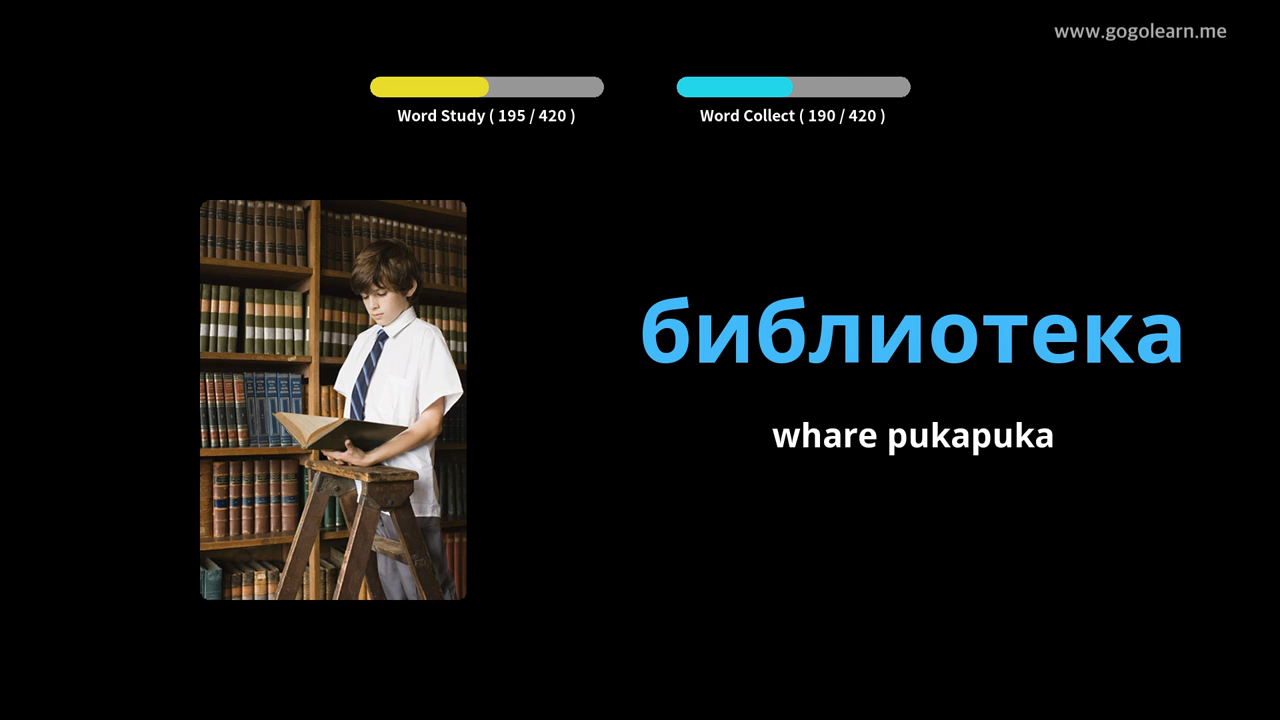 www.gogolearn.me
Word Study ( 195 / 420 )
Word Collect ( 190 / 420 )
библиотека
whare pukapuka